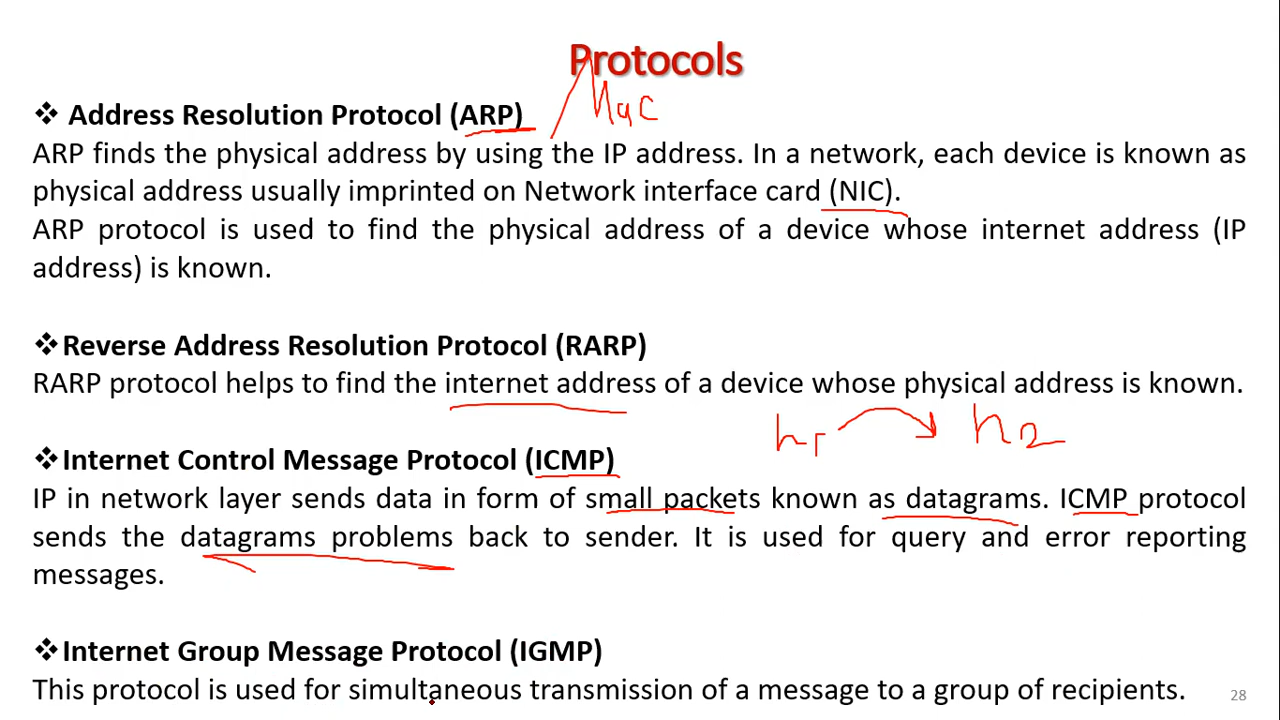 Protocols
MAC
❖ Address Resolution Protocol (ARP)
ARP finds the physical address by using the IP address. In a network, each device is known as
physical address usually imprinted on Network interface card (NIC).
ARP protocol is used to find the physical address of a device whose internet address (IP
address) is known.
❖Reverse Address Resolution Protocol (RARP)
RARP protocol helps to find the internet address of a device whose physical address is known.
h1 h2
❖Internet Control Message Protocol (ICMP)
IP in network layer sends data in form of small packets known as datagrams. ICMP protocol
sends the datagrams problems back to sender. It is used for query and error reporting
messages.
❖Internet Group Message Protocol (IGMP)
This protocol is used for simultaneous transmission of a message to a group of recipients.
28